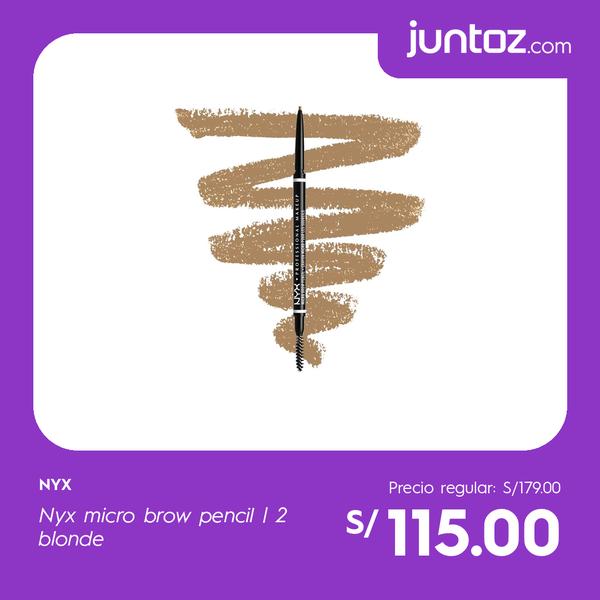 juntoz.com
NYX • PROFESSIONAL MAKEUP
NYX
Nyx micro brow pencil | 2
blonde
Precio regular: S/179.00
S/115.00